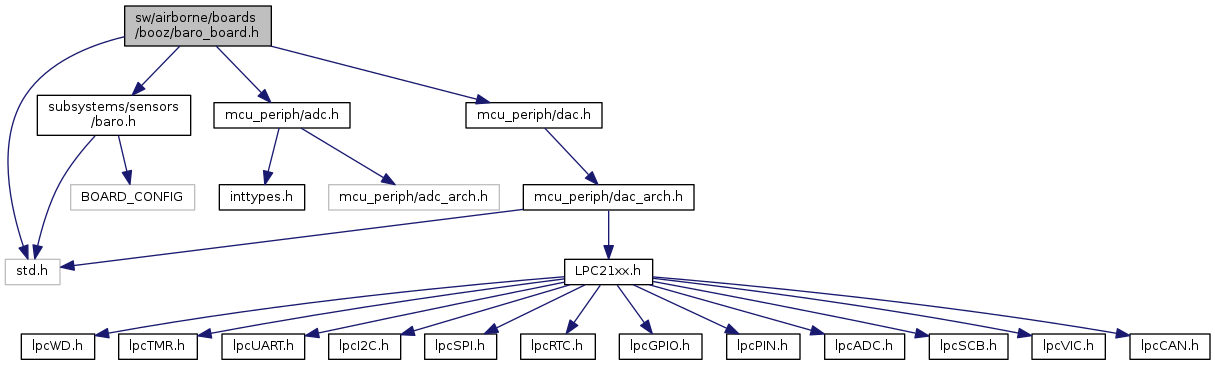 sw/airborne/boards
/booz/baro_board.h
subsystems/sensors
/baro.h
mcu_periph/adc.h
mcu_periph/dac.h
BOARD_CONFIG
inttypes.h
mcu_periph/adc_arch.h
mcu_periph/dac_arch.h
std.h
LPC21xx.h
lpcWD.h
lpcTMR.h
lpcUART.h
lpcI2C.h
lpcSPI.h
lpcRTC.h
lpcGPIO.h
lpcPIN.h
lpcADC.h
lpcSCB.h
lpcVIC.h
lpcCAN.h